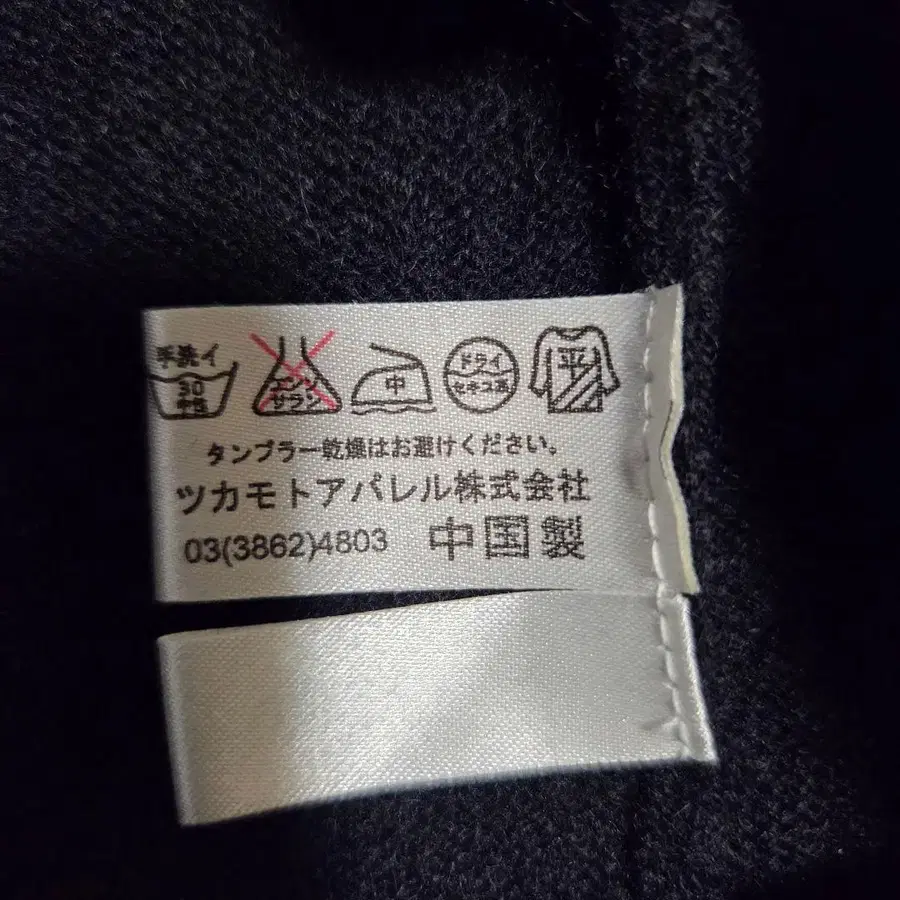 手洗イ
30
中性
エンソ
サラシ
中
ドライ
セキユ系
平
タンブラー乾燥はお避けください。
ツカモトアパレル株式会社
03(3862)4803 中国製